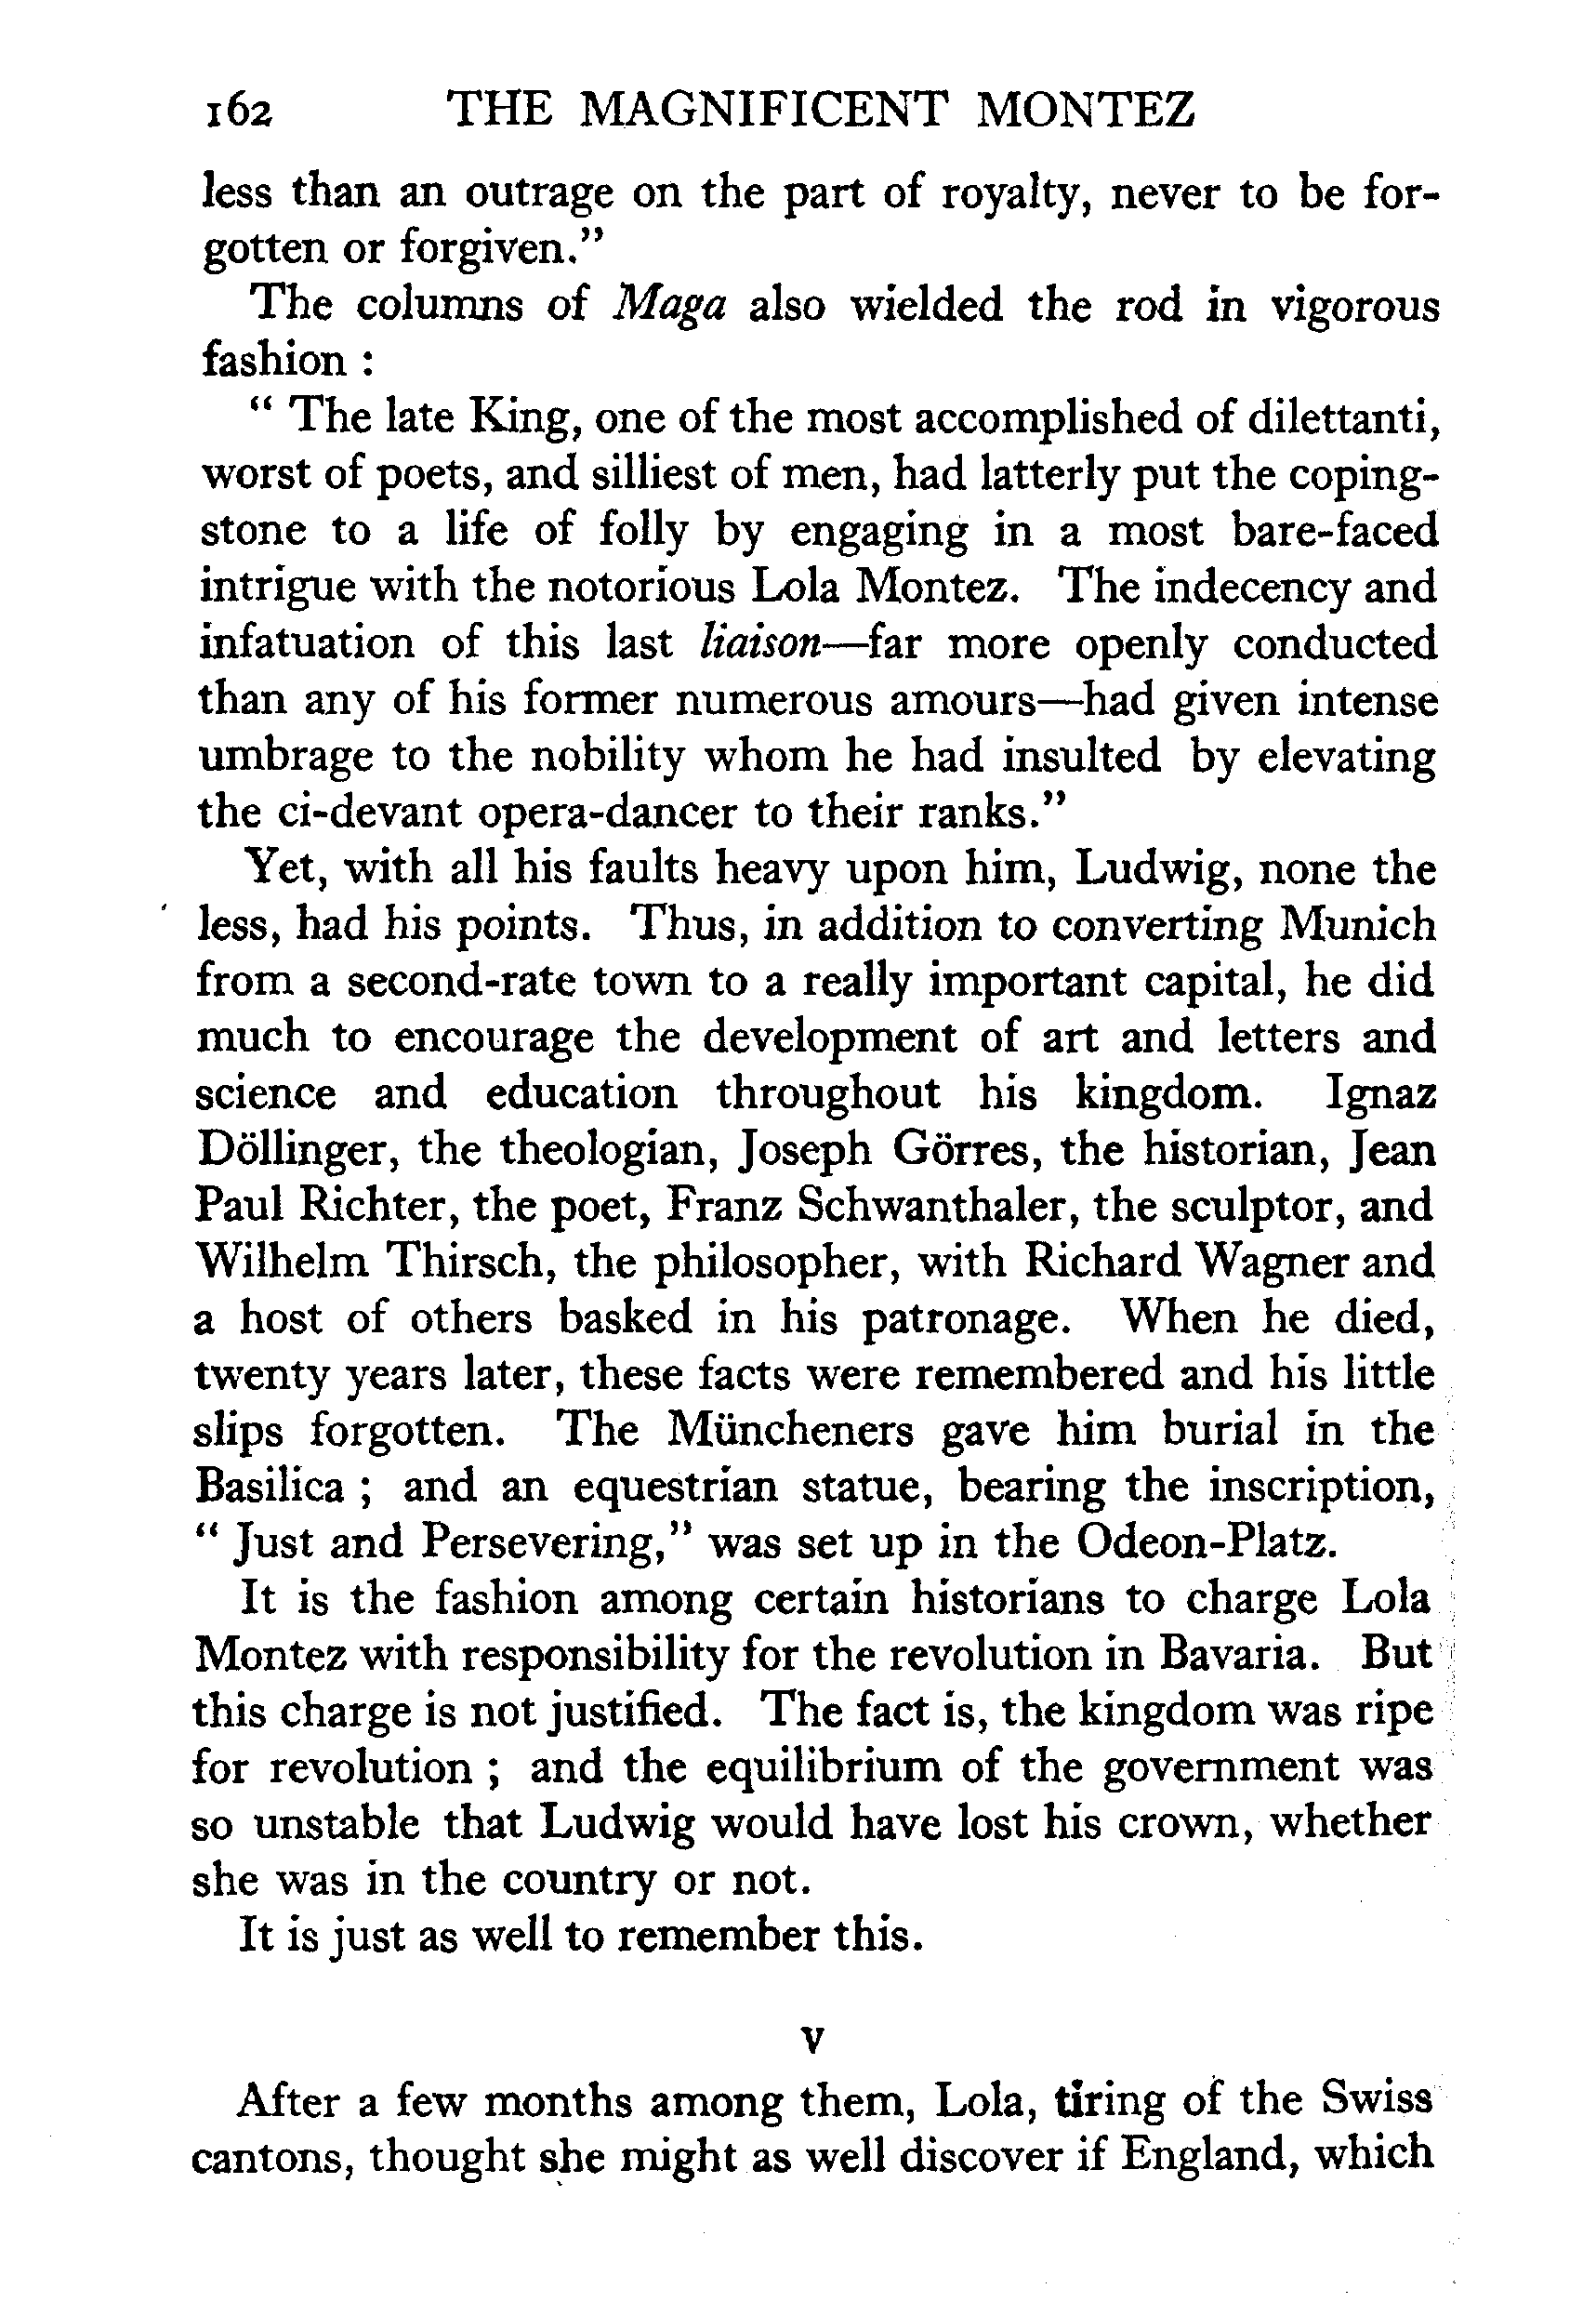 162 THE MAGNIFICENT MONTEZ
less than an outrage on the part of royalty, never to be for-
gotten or forgiven."
The columns of Maga also wielded the rod in vigorous
fashion :
" The late King, one of the most accomplished of dilettanti,
worst of poets, and silliest of men, had latterly put the coping-
stone to a life of folly by engaging in a most bare-faced
intrigue with the notorious Lola Montez. The indecency and
infatuation of this last liaison—far more openly conducted
than any of his former numerous amours—had given intense
umbrage to the nobility whom he had insulted by elevating
the ci-devant opera-dancer to their ranks."
Yet, with all his faults heavy upon him, Ludwig, none the
less, had his points. Thus, in addition to converting Munich
from a second-rate town to a really important capital, he did
much to encourage the development of art and letters and
science and education throughout his kingdom. Ignaz
Döllinger, the theologian, Joseph Görres, the historian, Jean
Paul Richter, the poet, Franz Schwanthaler, the sculptor, and
Wilhelm Thirsch, the philosopher, with Richard Wagner and
a host of others basked in his patronage. When he died,
twenty years later, these facts were remembered and his little
slips forgotten. The Müncheners gave him burial in the
Basilica ; and an equestrian statue, bearing the inscription,
" Just and Persevering," was set up in the Odeon-Platz.
It is the fashion among certain historians to charge Lola
Montez with responsibility for the revolution in Bavaria. But
this charge is not justified. The fact is, the kingdom was ripe
for revolution ; and the equilibrium of the government was
so unstable that Ludwig would have lost his crown, whether
she was in the country or not.
It is just as well to remember this.
V
After a few months among them, Lola, tiring of the Swiss
cantons, thought she might as well discover if England, which